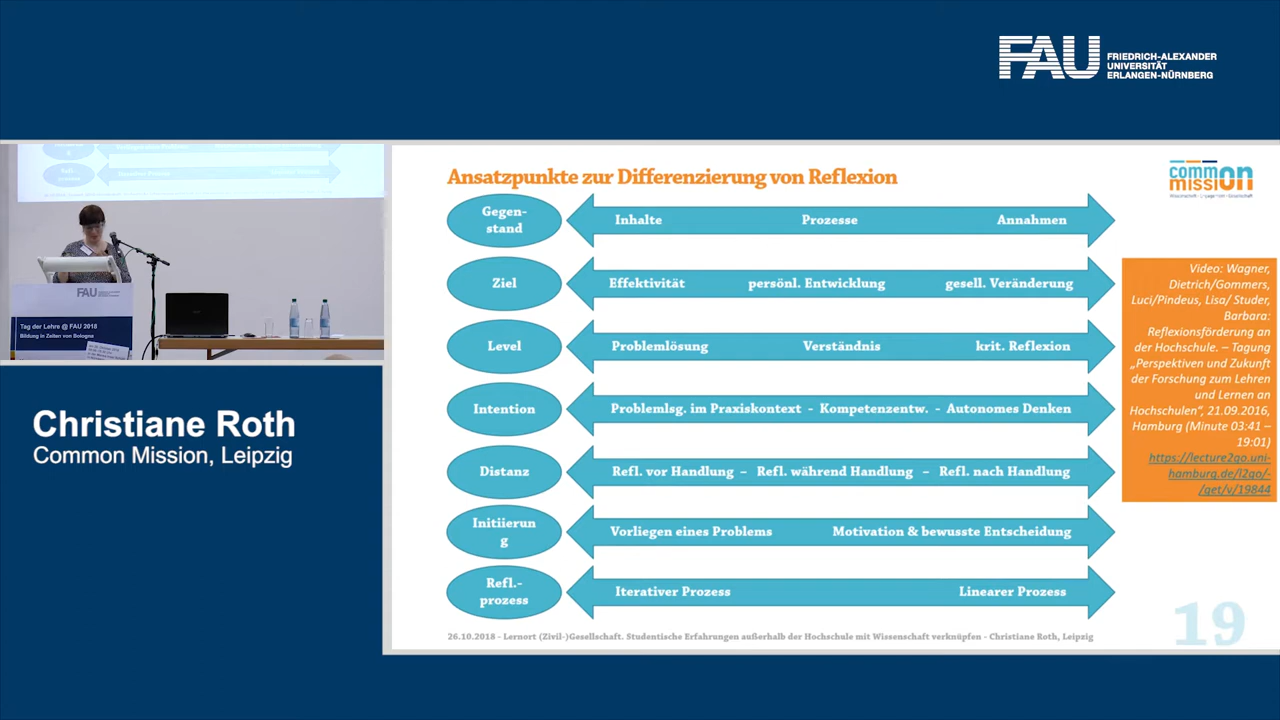 FAU
FRIEDRICH-ALEXANDER
UNIVERSITÄT
ERLANGEN-NÜRNBERG
FAU
Tag der Lehre @ FAU 2018
Bildung in Zeiten von Bologna
Christiane Roth
Common Mission, Leipzig
Ansatzpunkte zur Differenzierung von Reflexion
common
mission
Gegen-
stand
Inhalte Prozesse Annahmen
Ziel
Effektivität persönl. Entwicklung gesell. Veränderung
Level
Problemlösung Verständnis krit. Reflexion
Intention
Problemlsg. im Praxiskontext - Kompetenzentw. - Autonomes Denken
Distanz
Refl. vor Handlung – Refl. während Handlung – Refl. nach Handlung
Initiierun
g
Vorliegen eines Problems Motivation & bewusste Entscheidung
Refl.-
prozess
Iterativer Prozess Linearer Prozess
Video: Wagner,
Dietrich/Gommers,
Luci/Pindeus, Lisa/ Studer,
Barbara:
Reflexionsförderung an
der Hochschule. – Tagung
„Perspektiven und Zukunft
der Forschung zum Lehren
und Lernen an
Hochschulen“, 21.09.2016,
Hamburg (Minute 03:41 –
19:01)
https://lecture2go.uni-
hamburg.de/l2go/-
/get/v/19844
26.10.2018 - Lernort (Zivil-)Gesellschaft. Studentische Erfahrungen außerhalb der Hochschule mit Wissenschaft verknüpfen - Christiane Roth, Leipzig
19